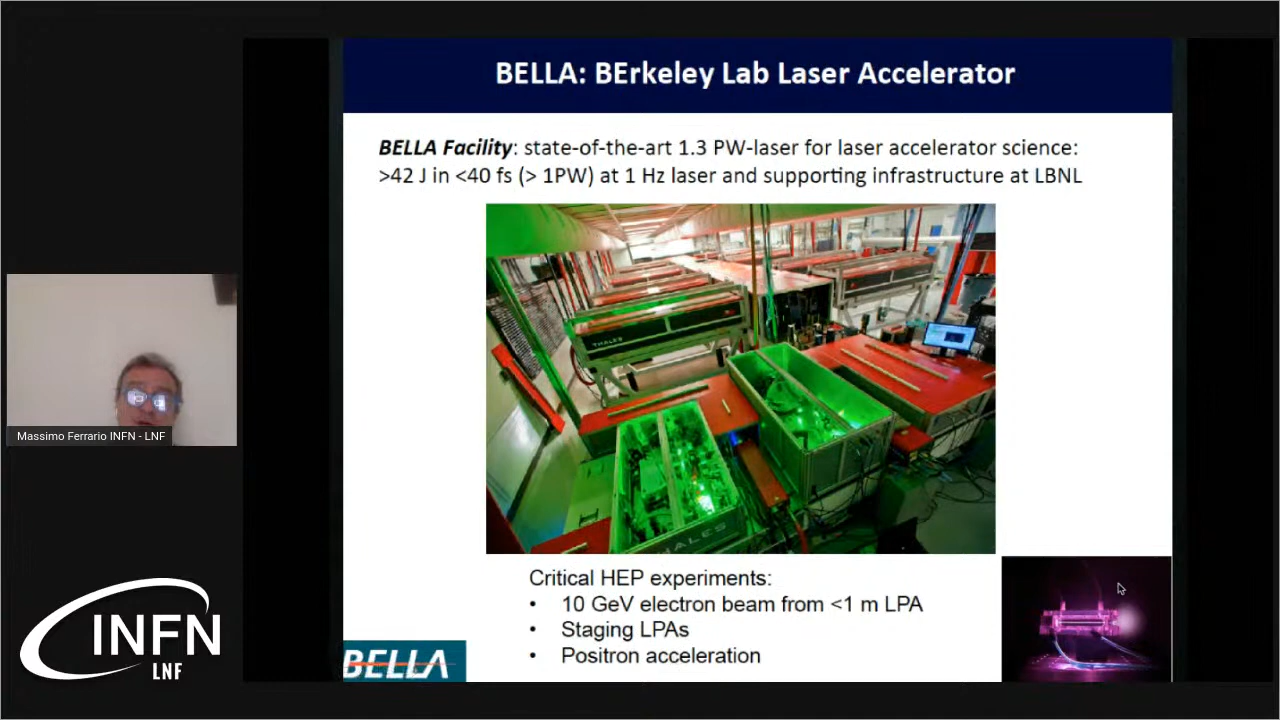 BELLA: BErkeley Lab Laser Accelerator
BELLA Facility: state-of-the-art 1.3 PW-laser for laser accelerator science:
>42 J in <40 fs (> 1PW) at 1 Hz laser and supporting infrastructure at LBNL
THALES
THALES
Massimo Ferrario INFN - LNF
Critical HEP experiments:
• 10 GeV electron beam from <1 m LPA
• Staging LPAs
• Positron acceleration
BELLA
INFN
LNF